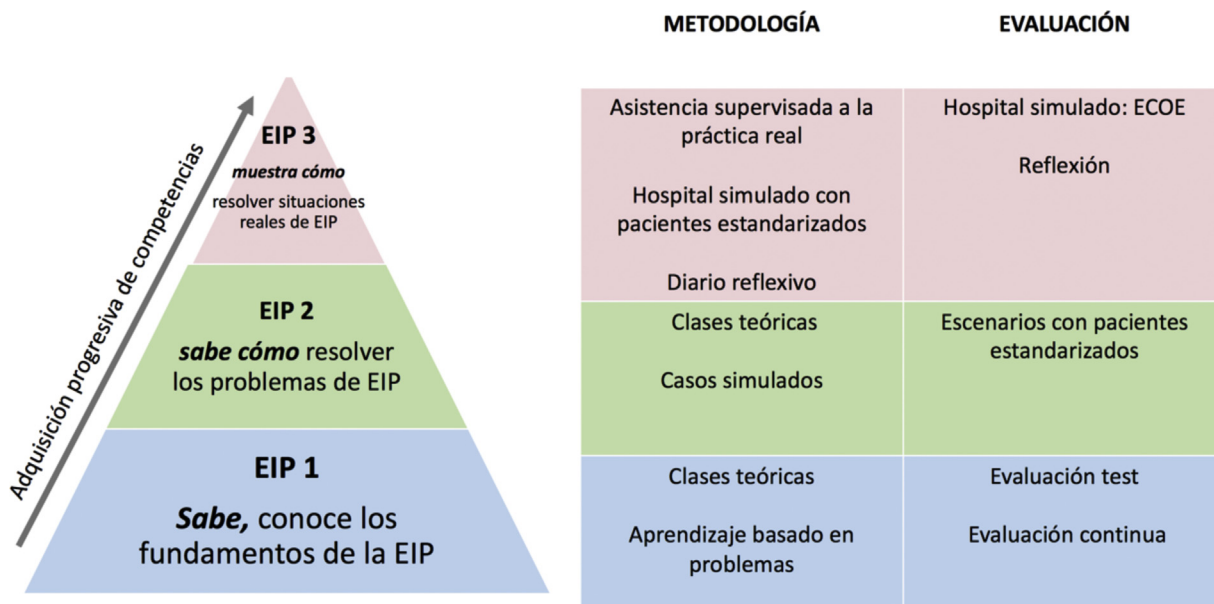 METODOLOGÍA
EVALUACIÓN
Adquisición progresiva de competencias
EIP 3
muestra cómo
resolver situaciones
reales de EIP
Asistencia supervisada a la
práctica real
Hospital simulado con
pacientes estandarizados
Diario reflexivo
Hospital simulado: ECOE
Reflexión
EIP 2
sabe cómo resolver
los problemas de EIP
Clases teóricas
Casos simulados
Escenarios con pacientes
estandarizados
EIP 1
Sabe, conoce los
fundamentos de la EIP
Clases teóricas
Aprendizaje basado en
problemas
Evaluación test
Evaluación continua